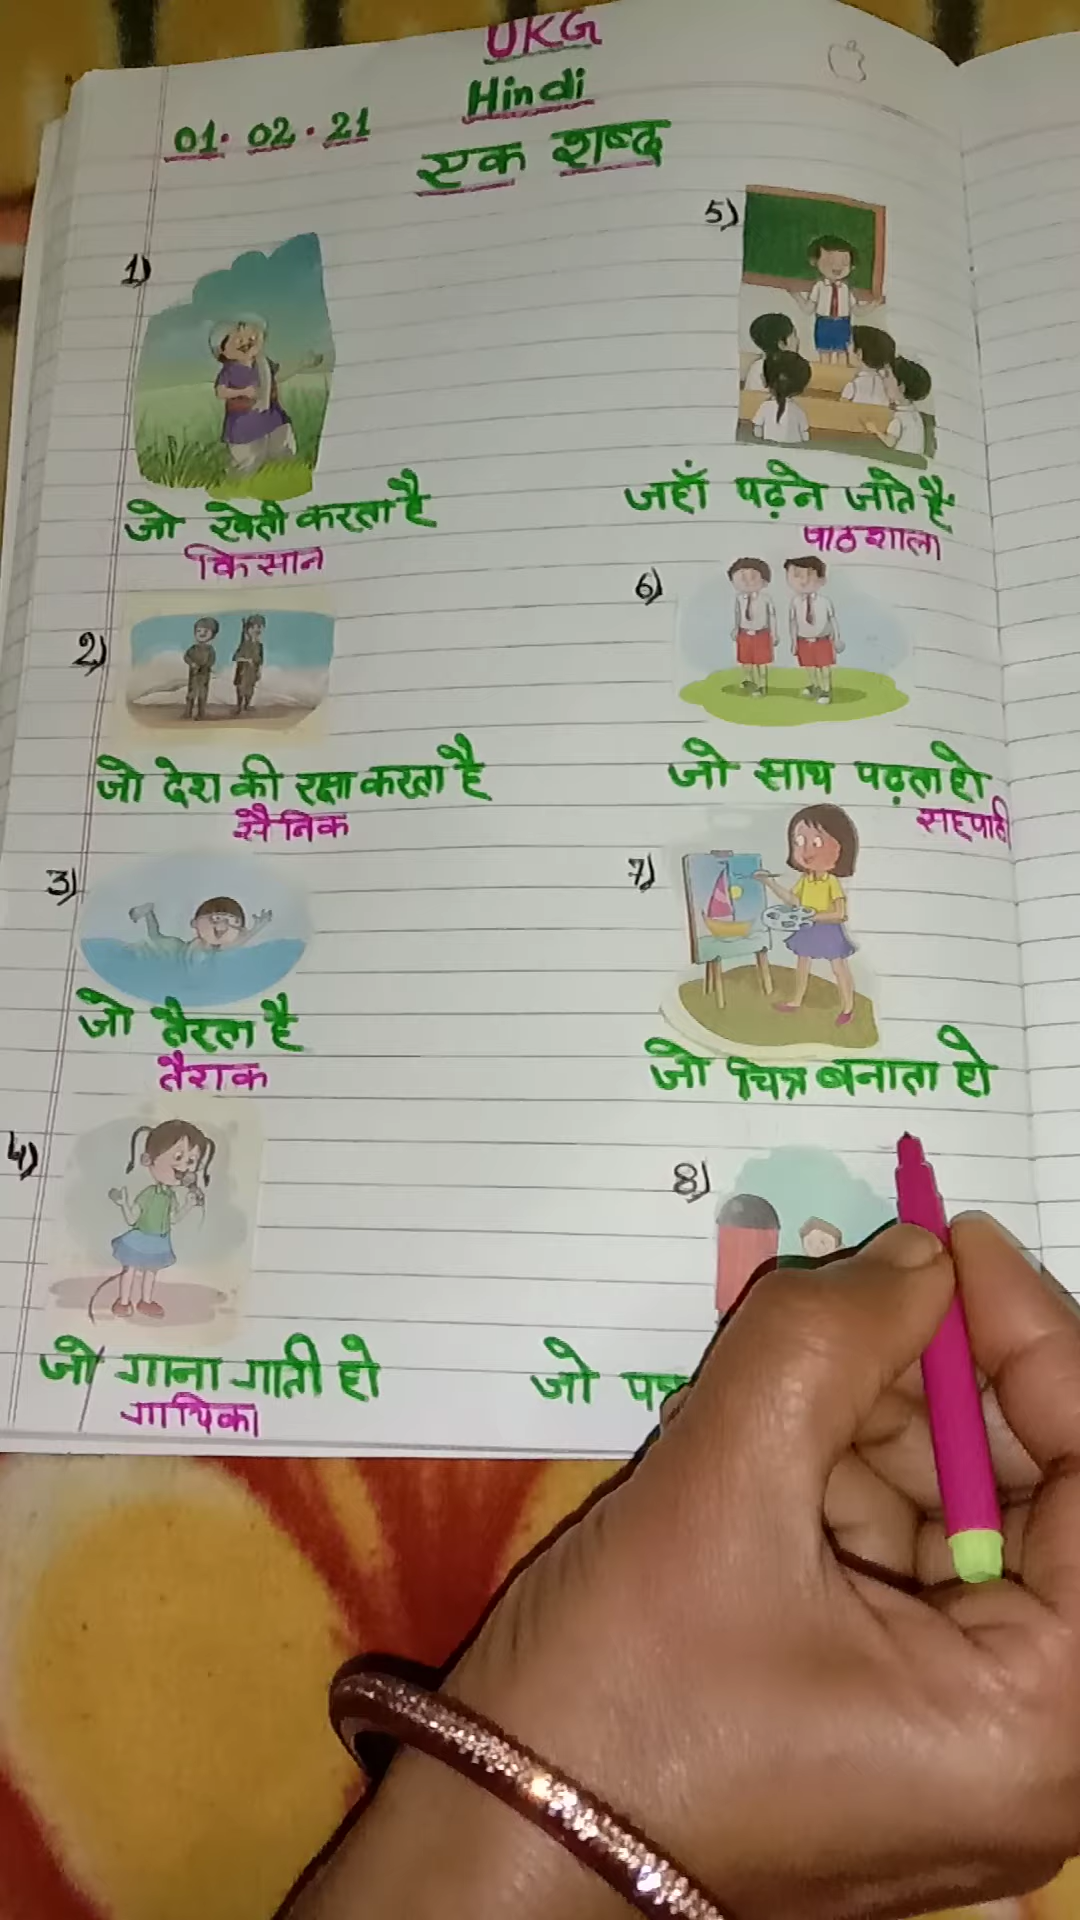 UKG
Hindi
01.02.21
एक शब्द
1)
जो खेती करता है
किसान
2)
जो देश की रक्षा करता है
सैनिक
3)
जो तैरता है
तैराक
4)
जो गाना गाती हो
गायिका
5)
जहाँ पढ़ने जाते हैं
पाठशाला
6)
जो साथ पढ़ता हो
सहपाठी
7)
जो चित्र बनाता हो
8)
जो